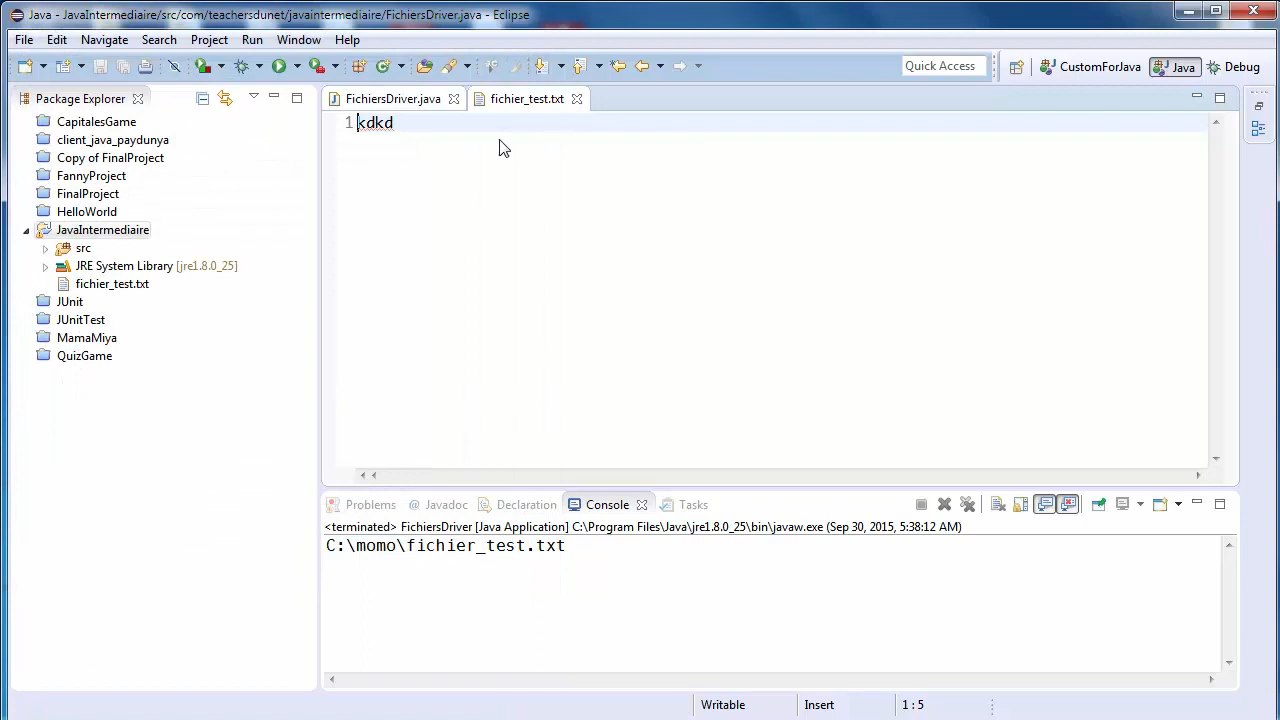 Java - JavaIntermediaire/src/com/teachersdunet/javaintermediaire/FichiersDriver.java - Eclipse
File Edit Navigate Search Project Run Window Help
Quick Access CustomForJava Java Debug
Package Explorer
CapitalesGame
client_java_paydunya
Copy of FinalProject
FannyProject
FinalProject
HelloWorld
JavaIntermediaire
src
JRE System Library [jre1.8.0_25]
fichier_test.txt
JUnit
JUnitTest
MamaMiya
QuizGame
FichiersDriver.java fichier_test.txt
1 kdkd
Problems @ Javadoc Declaration Console Tasks
<terminated> FichiersDriver [Java Application] C:\Program Files\Java\jre1.8.0_25\bin\javaw.exe (Sep 30, 2015, 5:38:12 AM)
C:\momo\fichier_test.txt
Writable Insert 1 : 5